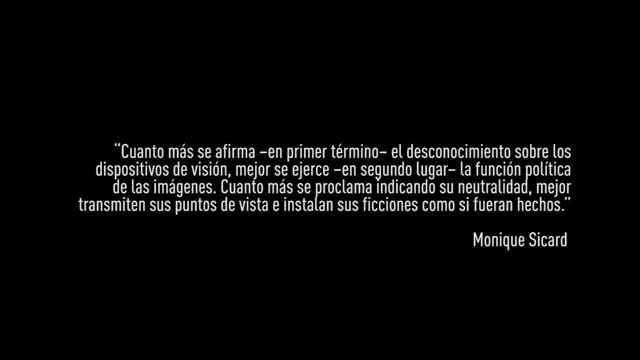 “Cuanto más se afirma –en primer término– el desconocimiento sobre los
dispositivos de visión, mejor se ejerce –en segundo lugar– la función política
de las imágenes. Cuanto más se proclama indicando su neutralidad, mejor
transmiten sus puntos de vista e instalan sus ficciones como si fueran hechos.”
Monique Sicard